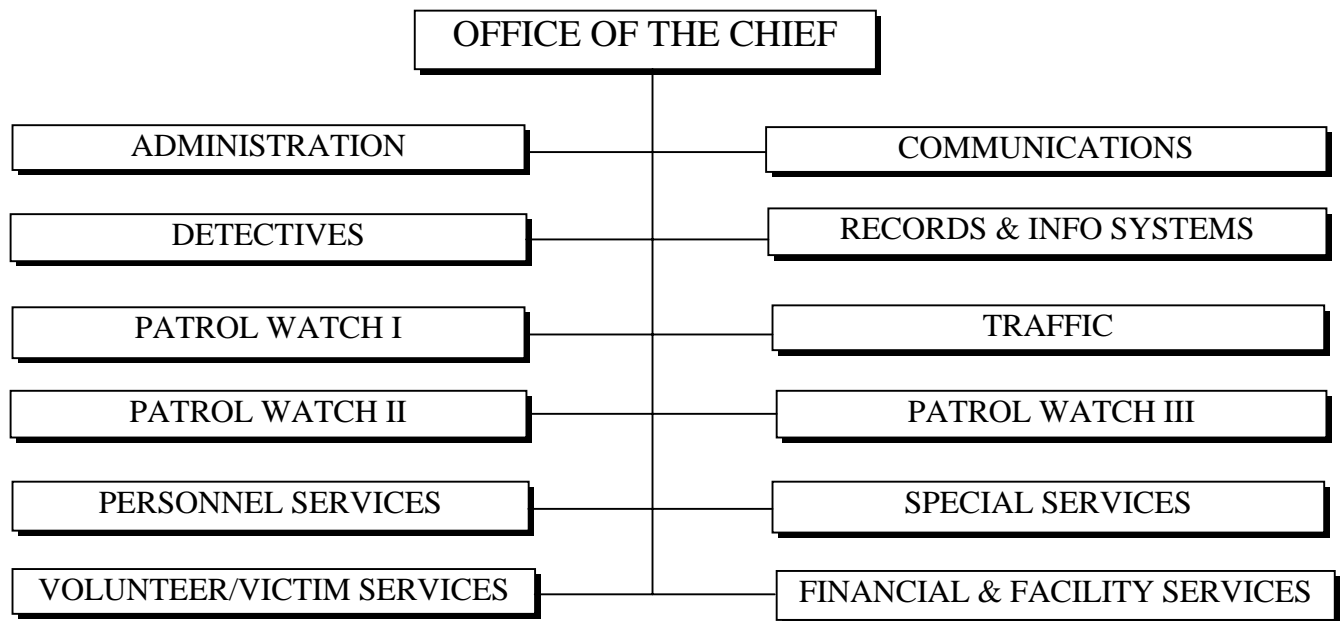 OFFICE OF THE CHIEF
ADMINISTRATION
COMMUNICATIONS
DETECTIVES
RECORDS & INFO SYSTEMS
PATROL WATCH I
TRAFFIC
PATROL WATCH II
PATROL WATCH III
PERSONNEL SERVICES
SPECIAL SERVICES
VOLUNTEER/VICTIM SERVICES
FINANCIAL & FACILITY SERVICES